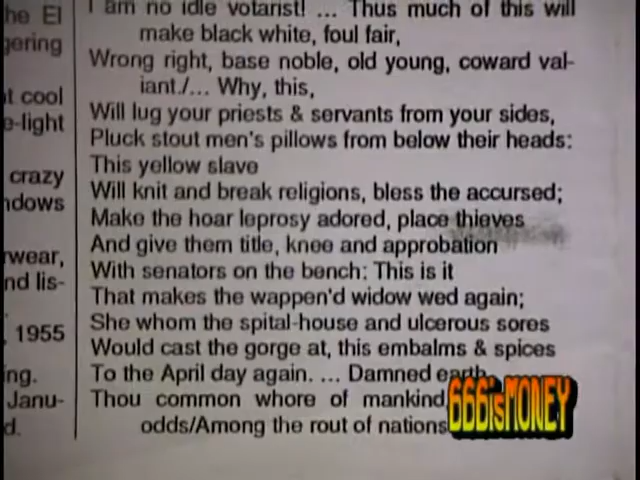 he El
gering
t cool
e-light
crazy
ndows
rwear,
nd lis-
, 1955
ng.
Janu-
d.
I am no idle votarist! ... Thus much of this will
make black white, foul fair,
Wrong right, base noble, old young, coward val-
iant./... Why, this,
Will lug your priests & servants from your sides,
Pluck stout men's pillows from below their heads:
This yellow slave
Will knit and break religions, bless the accursed;
Make the hoar leprosy adored, place thieves
And give them title, knee and approbation
With senators on the bench: This is it
That makes the wappen'd widow wed again;
She whom the spital-house and ulcerous sores
Would cast the gorge at, this embalms & spices
To the April day again. ... Damned earth
Thou common whore of mankind
odds/Among the rout of nations
666isMONEY